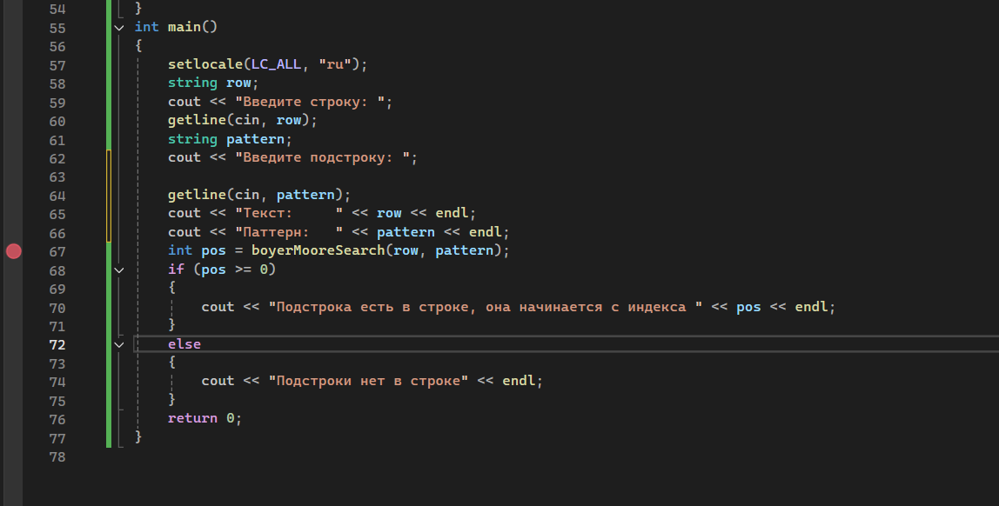 54 }
55 int main()
56 {
57 setlocale(LC_ALL, "ru");
58 string row;
59 cout << "Введите строку: ";
60 getline(cin, row);
61 string pattern;
62 cout << "Введите подстроку: ";
63
64 getline(cin, pattern);
65 cout << "Текст:     " << row << endl;
66 cout << "Паттерн:   " << pattern << endl;
67 int pos = boyerMooreSearch(row, pattern);
68 if (pos >= 0)
69 {
70 cout << "Подстрока есть в строке, она начинается с индекса " << pos << endl;
71 }
72 else
73 {
74 cout << "Подстроки нет в строке" << endl;
75 }
76 return 0;
77 }
78